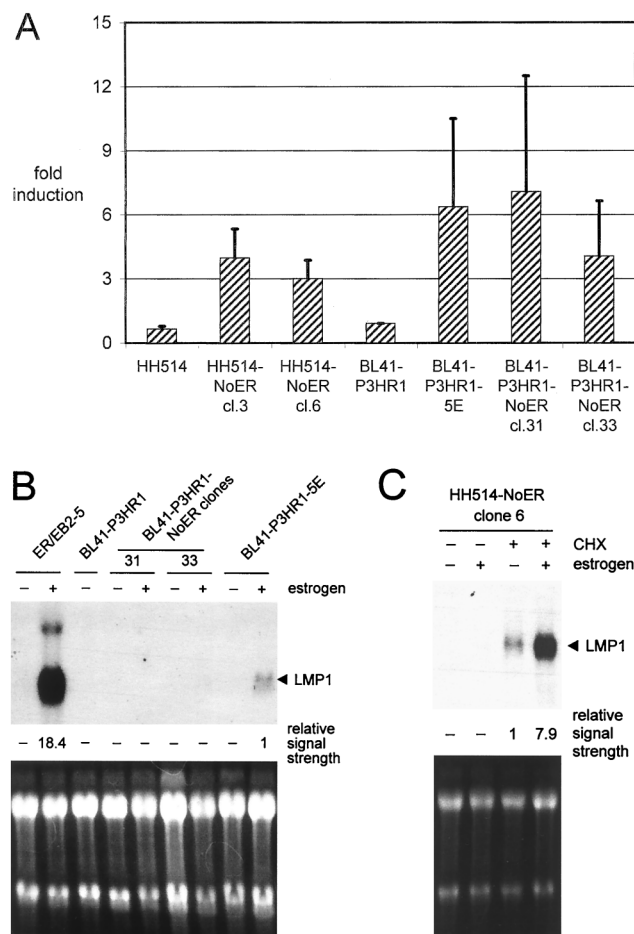 A
15
12
9
6
3
0
fold
induction
HH514
HH514-
NoER
cl.3
HH514-
NoER
cl.6
BL41-
P3HR1
BL41-
P3HR1-
5E
BL41-
P3HR1-
NoER
cl.31
BL41-
P3HR1-
NoER
cl.33
B
ER/EB2-5
BL41-P3HR1
BL41-P3HR1-
NoER clones
BL41-P3HR1-5E
31 33
– + – – + – + – + estrogen
LMP1
– 18.4 – – – – – – 1
relative
signal
strength
C
HH514-NoER
clone 6
– – + + CHX
– + – + estrogen
LMP1
– – 1 7.9
relative
signal
strength